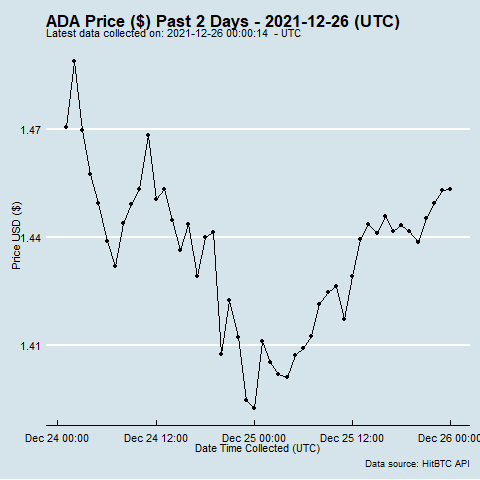 ADA Price ($) Past 2 Days - 2021-12-26 (UTC)
Latest data collected on: 2021-12-26 00:00:14 - UTC
1.47
1.44
1.41
Price USD ($)
Dec 24 00:00 Dec 24 12:00 Dec 25 00:00 Dec 25 12:00 Dec 26 00:00
Date Time Collected (UTC)
Data source: HitBTC API